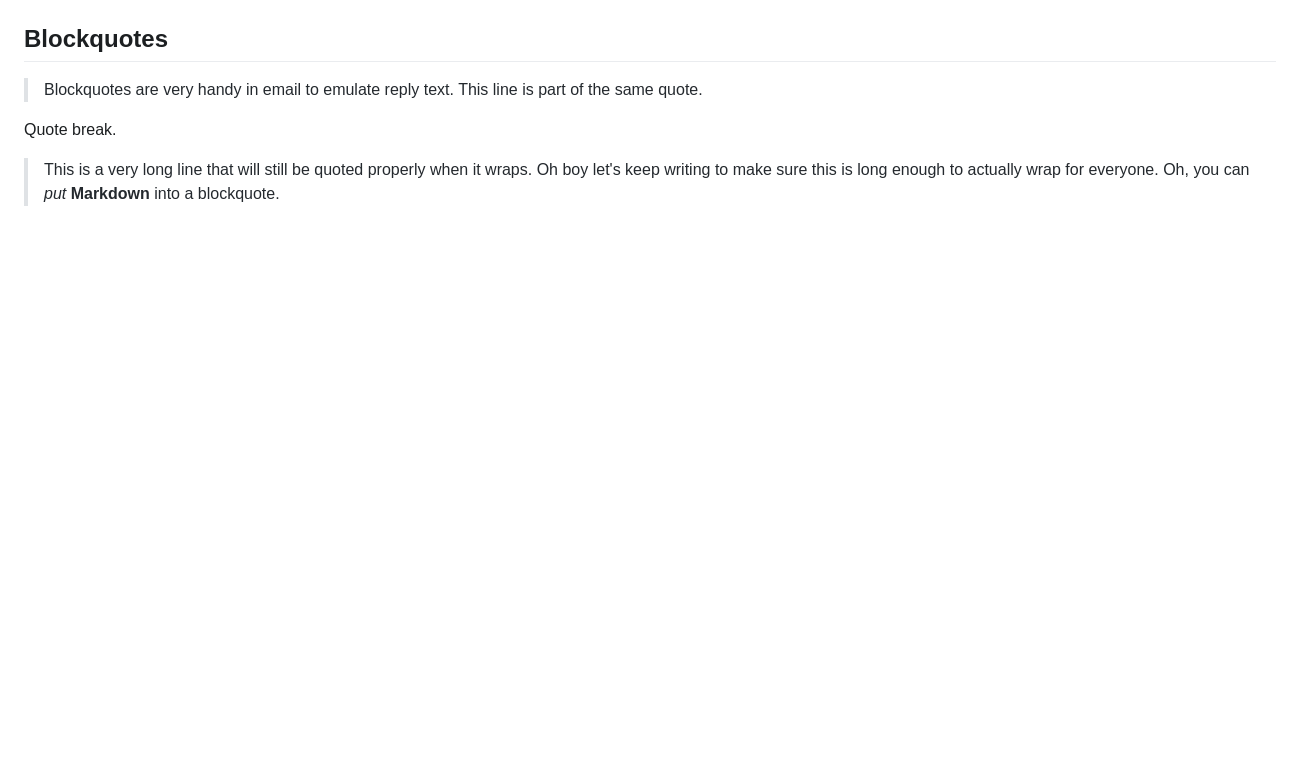 Blockquotes
Blockquotes are very handy in email to emulate reply text. This line is part of the same quote.
Quote break.
This is a very long line that will still be quoted properly when it wraps. Oh boy let's keep writing to make sure this is long enough to actually wrap for everyone. Oh, you can
put Markdown into a blockquote.